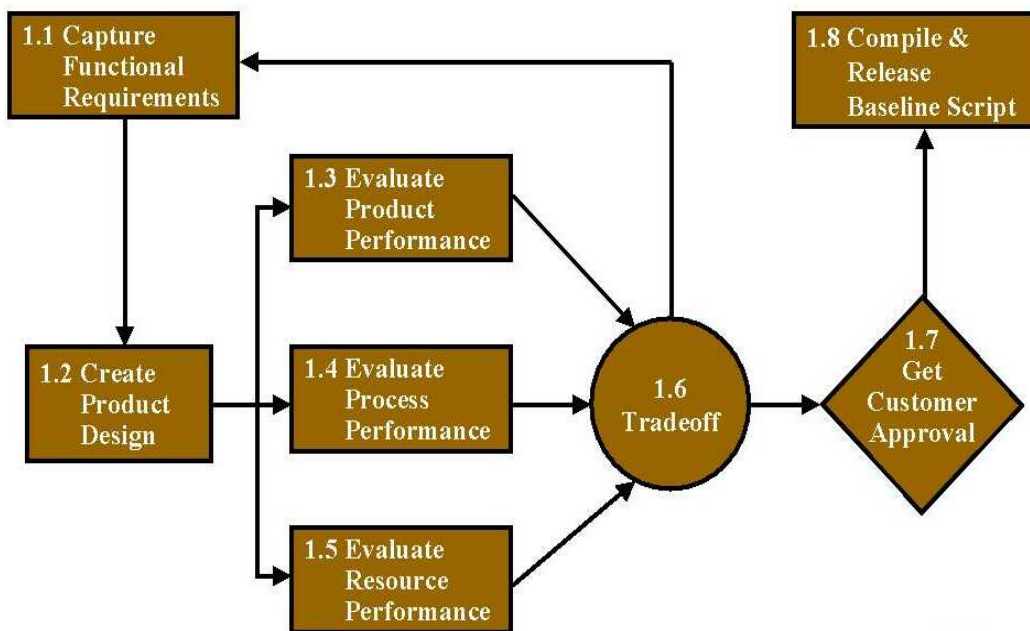 1.1 Capture
Functional
Requirements
1.2 Create
Product
Design
1.3 Evaluate
Product
Performance
1.4 Evaluate
Process
Performance
1.5 Evaluate
Resource
Performance
1.6
Tradeoff
1.7
Get
Customer
Approval
1.8 Compile &
Release
Baseline Script